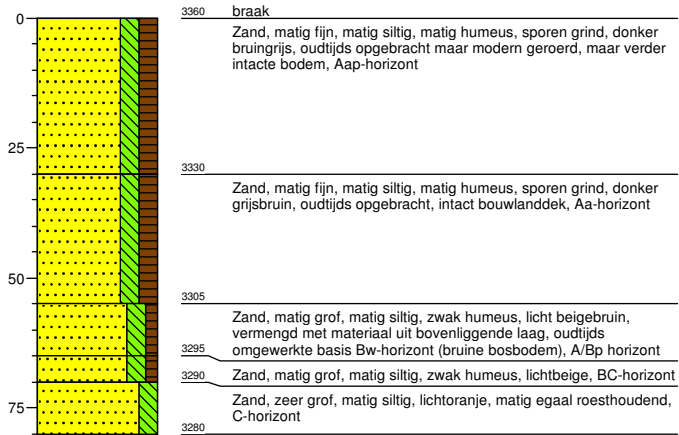 0
3360 braak
Zand, matig fijn, matig siltig, matig humeus, sporen grind, donker
bruingrijs, oudtijds opgebracht maar modern geroerd, maar verder
intacte bodem, Aap-horizont
25
3330
Zand, matig fijn, matig siltig, matig humeus, sporen grind, donker
grijsbruin, oudtijds opgebracht, intact bouwlanddek, Aa-horizont
50
3305
Zand, matig grof, matig siltig, zwak humeus, licht beigebruin,
vermengd met materiaal uit bovenliggende laag, oudtijds
3295 omgewerkte basis Bw-horizont (bruine bosbodem), A/Bp horizont
3290 Zand, matig grof, matig siltig, zwak humeus, lichtbeige, BC-horizont
Zand, zeer grof, matig siltig, lichtoranje, matig egaal roesthoudend,
75
C-horizont
3280